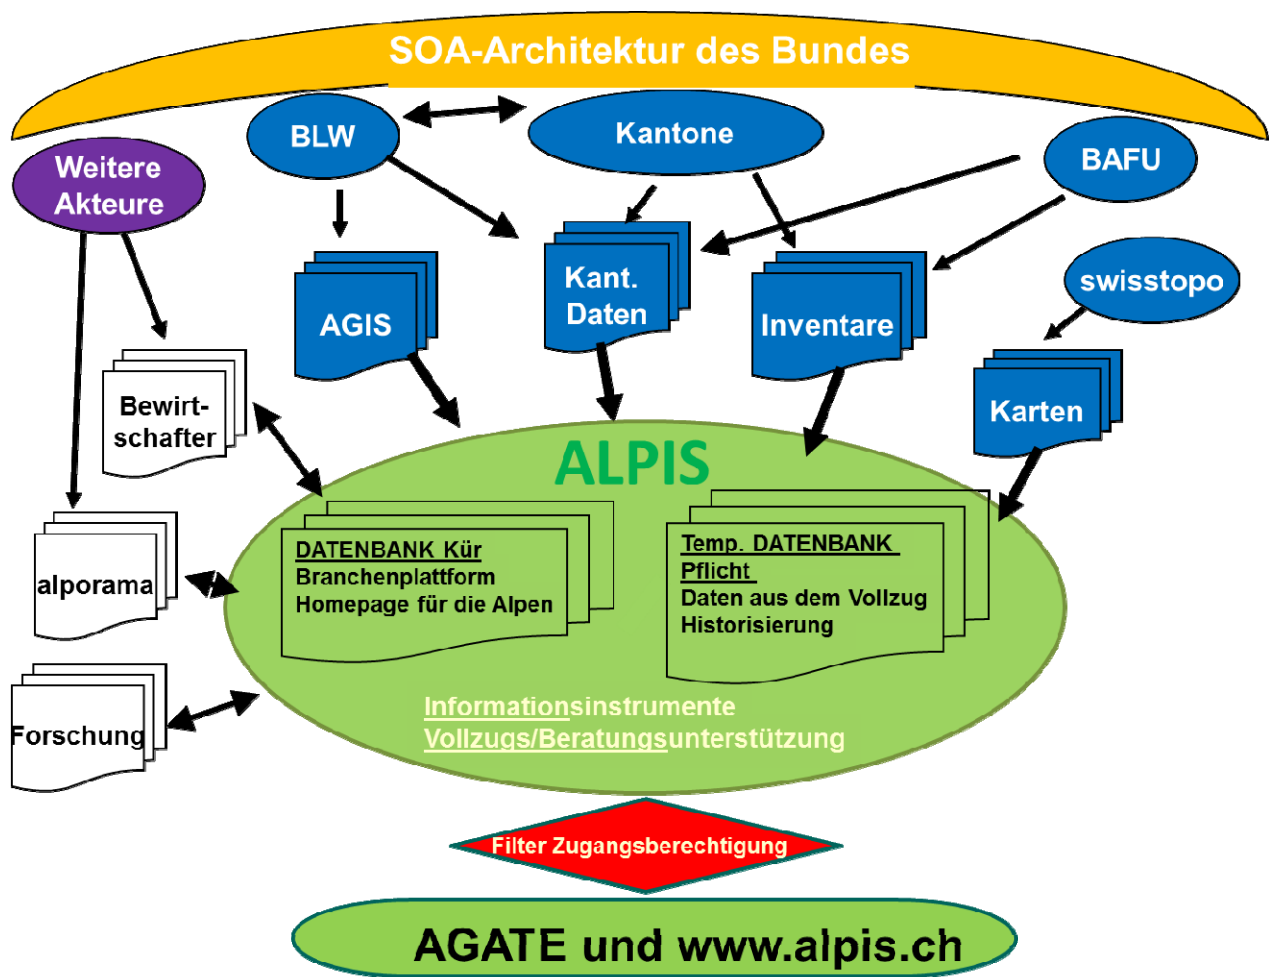 SOA-Architektur des Bundes
BLW
Kantone
BAFU
Weitere
Akteure
swisstopo
AGIS
Kant.
Daten
Inventare
Karten
Bewirt-
schafter
ALPIS
DATENBANK Kür
Branchenplattform
Homepage für die Alpen
Temp. DATENBANK
Pflicht
Daten aus dem Vollzug
Historisierung
alporama
Forschung
Informationsinstrumente
Vollzugs/Beratungsunterstützung
Filter Zugangsberechtigung
AGATE und www.alpis.ch